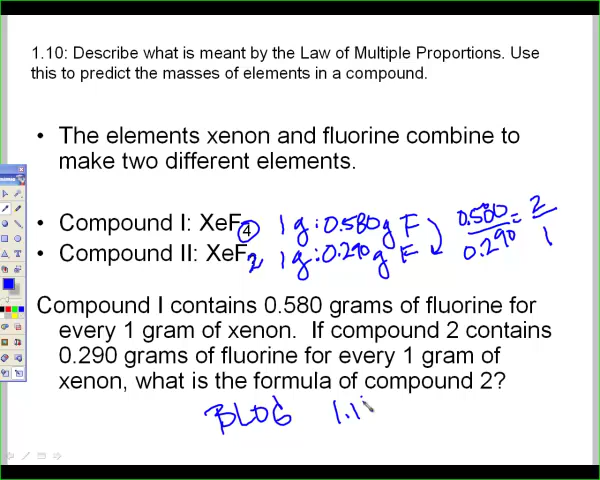 1.10: Describe what is meant by the Law of Multiple Proportions. Use
this to predict the masses of elements in a compound.
• The elements xenon and fluorine combine to
make two different elements.
• Compound I: XeF4 1g : 0.580g F 0.580/0.290 = 2/1
• Compound II: XeF2 1g : 0.290g F
Compound I contains 0.580 grams of fluorine for
every 1 gram of xenon. If compound 2 contains
0.290 grams of fluorine for every 1 gram of
xenon, what is the formula of compound 2?
BLOG 1.1